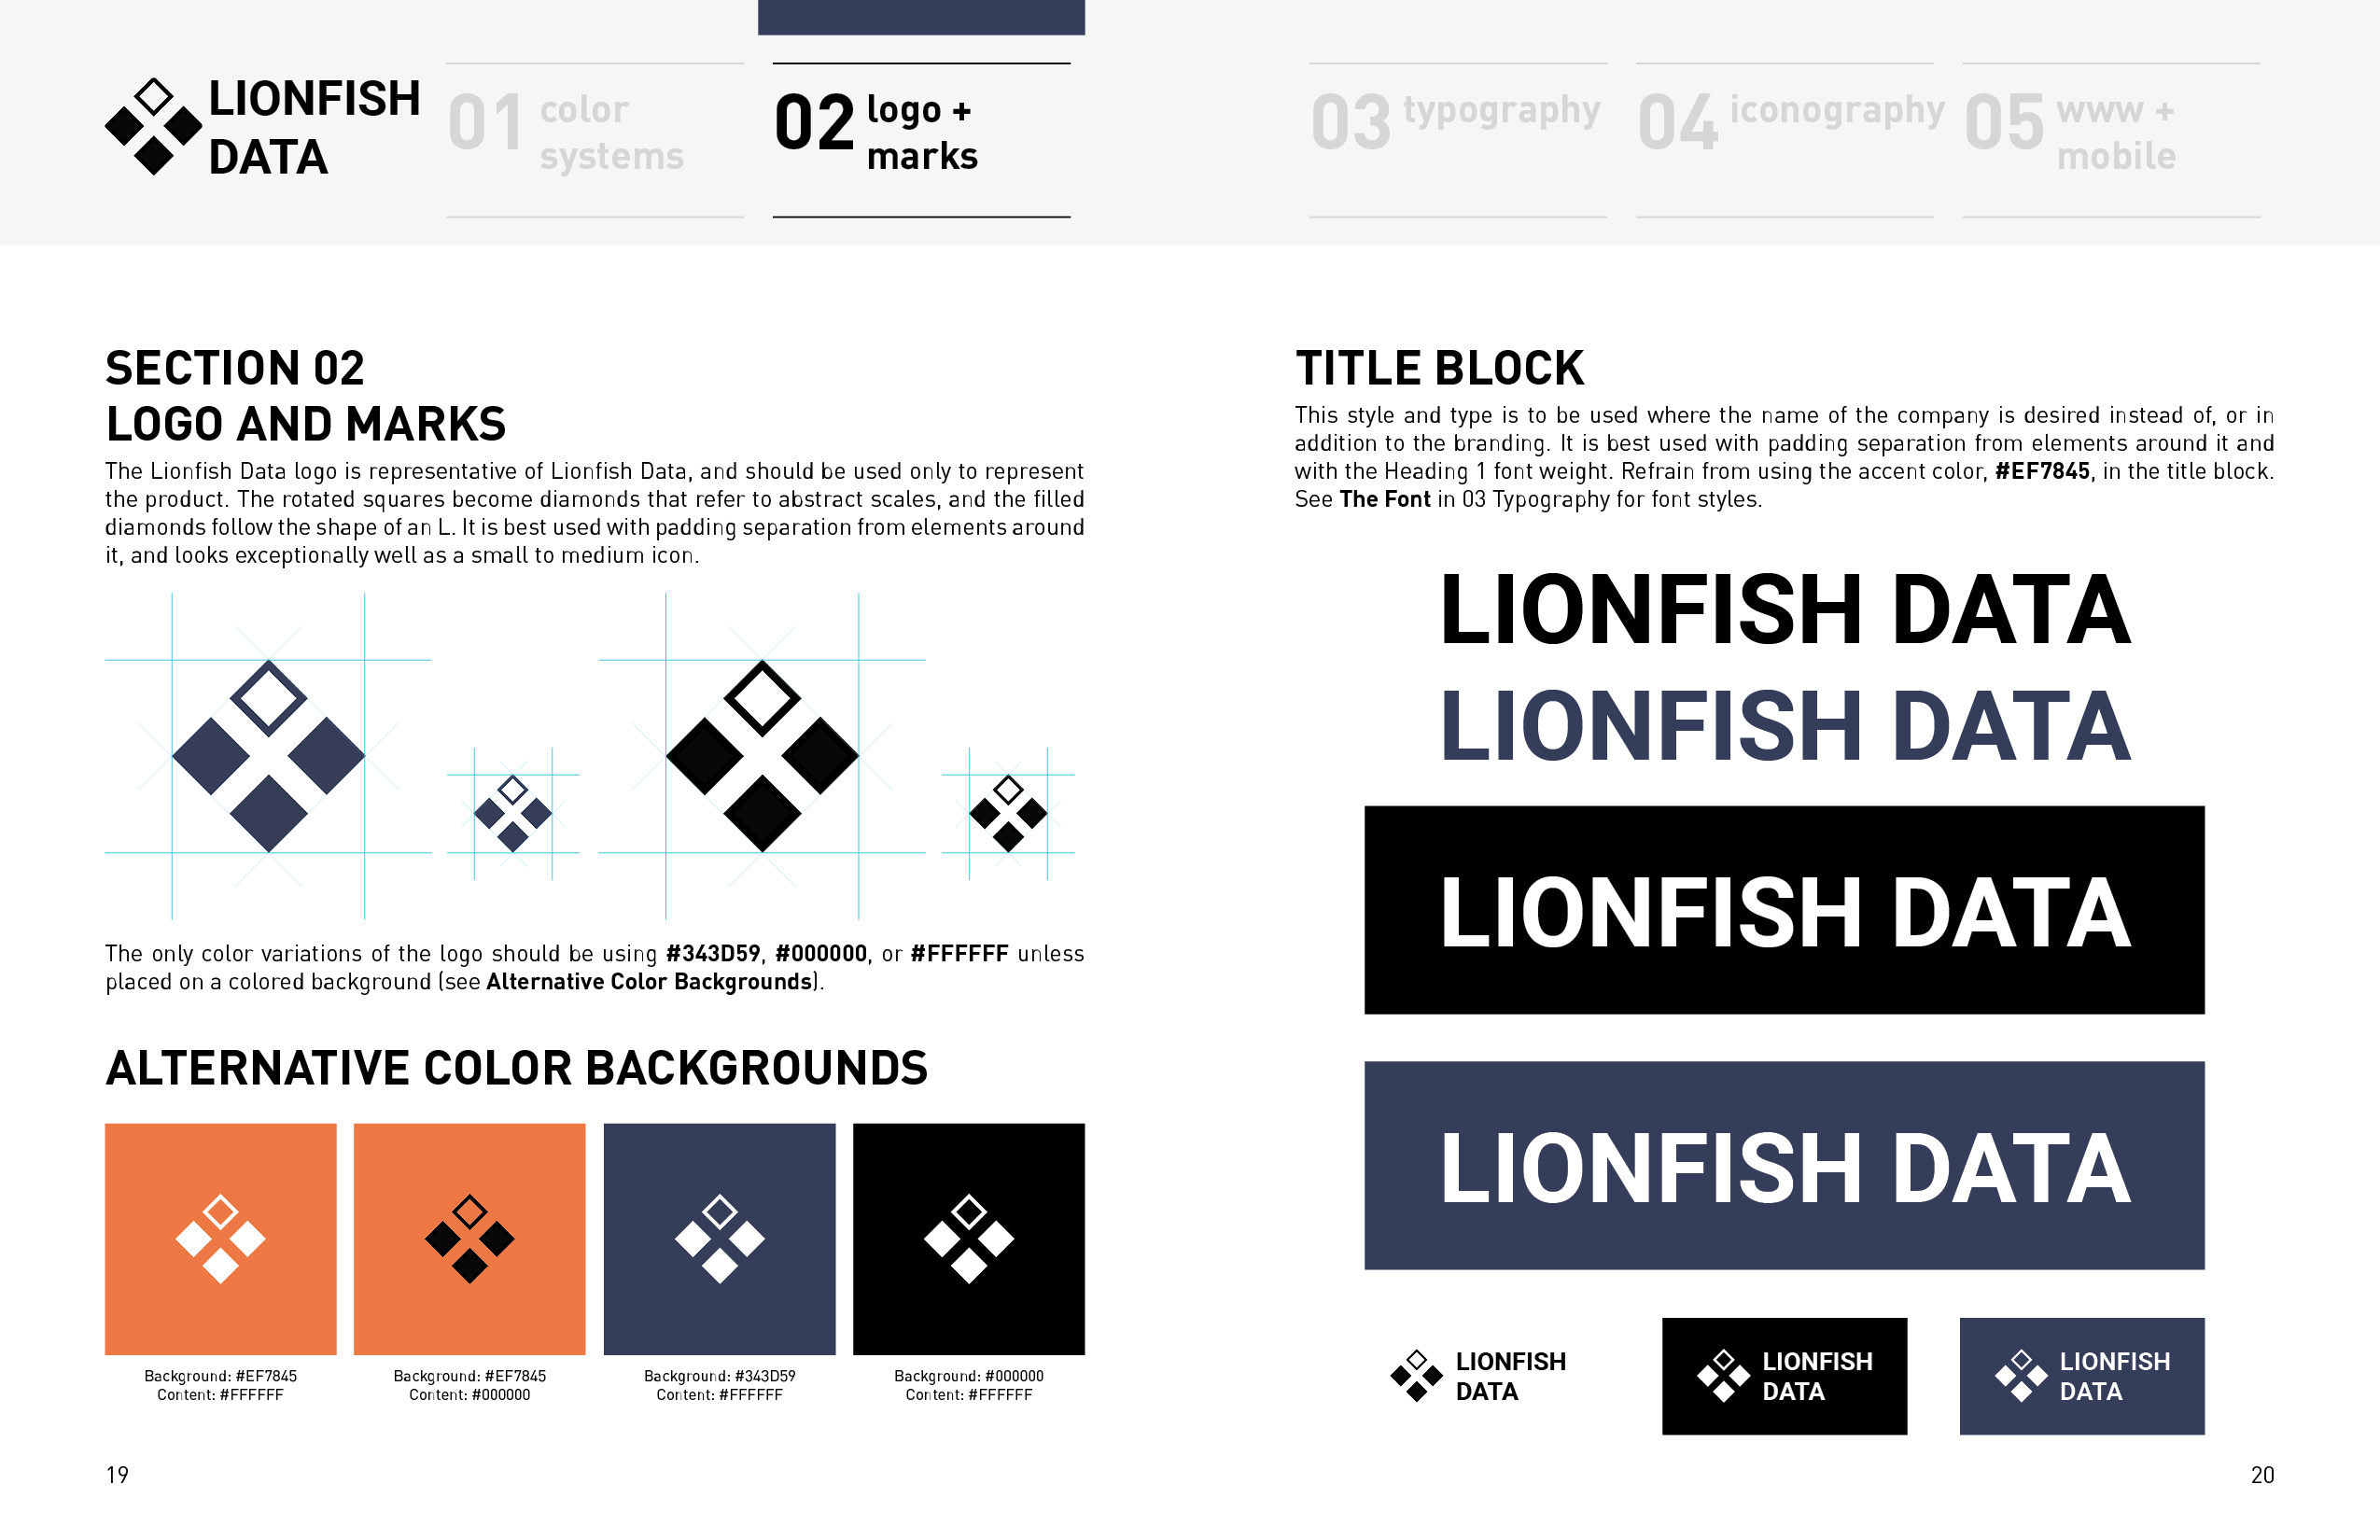 LIONFISH
DATA
01 color
systems
02 logo +
marks
03 typography
04 iconography
05 www +
mobile
SECTION 02
LOGO AND MARKS
The Lionfish Data logo is representative of Lionfish Data, and should be used only to represent
the product. The rotated squares become diamonds that refer to abstract scales, and the filled
diamonds follow the shape of an L. It is best used with padding separation from elements around
it, and looks exceptionally well as a small to medium icon.
The only color variations of the logo should be using #343D59, #000000, or #FFFFFF unless
placed on a colored background (see Alternative Color Backgrounds).
ALTERNATIVE COLOR BACKGROUNDS
Background: #EF7845
Content: #FFFFFF
Background: #EF7845
Content: #000000
Background: #343D59
Content: #FFFFFF
Background: #000000
Content: #FFFFFF
19
TITLE BLOCK
This style and type is to be used where the name of the company is desired instead of, or in
addition to the branding. It is best used with padding separation from elements around it and
with the Heading 1 font weight. Refrain from using the accent color, #EF7845, in the title block.
See The Font in 03 Typography for font styles.
LIONFISH DATA
LIONFISH DATA
LIONFISH DATA
LIONFISH DATA
LIONFISH
DATA
LIONFISH
DATA
LIONFISH
DATA
20